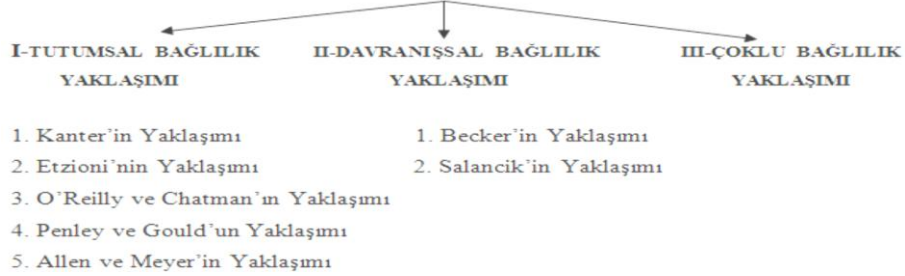 I-TUTUMSAL BAĞLILIK YAKLAŞIMI
II-DAVRANIŞSAL BAĞLILIK YAKLAŞIMI
III-ÇOKLU BAĞLILIK YAKLAŞIMI
1. Kanter'in Yaklaşımı
2. Etzioni'nin Yaklaşımı
3. O'Reilly ve Chatman'ın Yaklaşımı
4. Penley ve Gould'un Yaklaşımı
5. Allen ve Meyer'in Yaklaşımı
1. Becker'in Yaklaşımı
2. Salancik'in Yaklaşımı